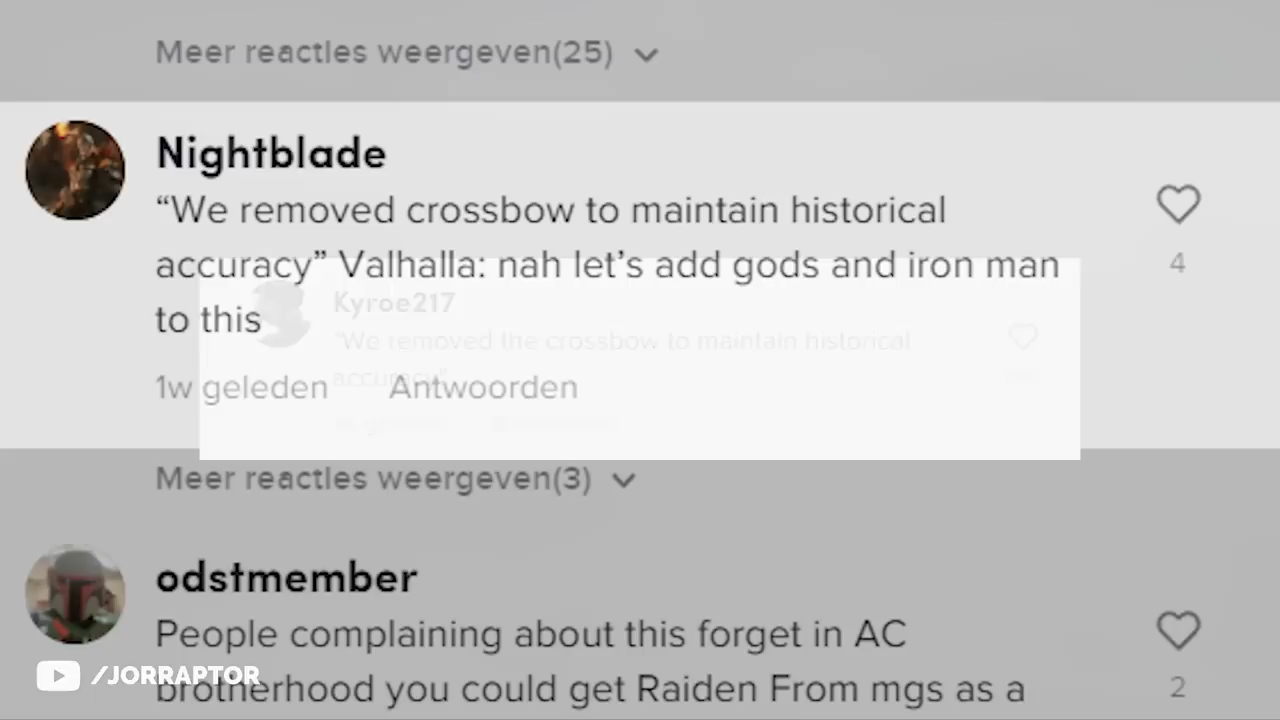 Meer reacties weergeven(25)
Nightblade
“We removed crossbow to maintain historical
accuracy” Valhalla: nah let’s add gods and iron man
to this
4
Kyroe217
"We removed the crossbow to maintain historical
accuracy"
1w geleden Antwoorden
Meer reacties weergeven(3)
odstmember
People complaining about this forget in AC
brotherhood you could get Raiden From mgs as a
2
/JORRAPTOR